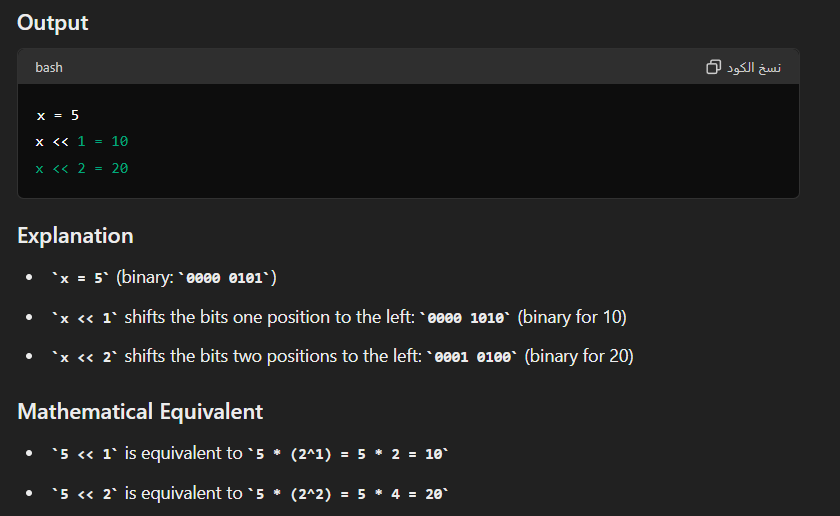 Output
bash نسخ الكود
x = 5
x << 1 = 10
x << 2 = 20
Explanation
• `x = 5` (binary: `0000 0101`)
• `x << 1` shifts the bits one position to the left: `0000 1010` (binary for 10)
• `x << 2` shifts the bits two positions to the left: `0001 0100` (binary for 20)
Mathematical Equivalent
• `5 << 1` is equivalent to `5 * (2^1) = 5 * 2 = 10`
• `5 << 2` is equivalent to `5 * (2^2) = 5 * 4 = 20`